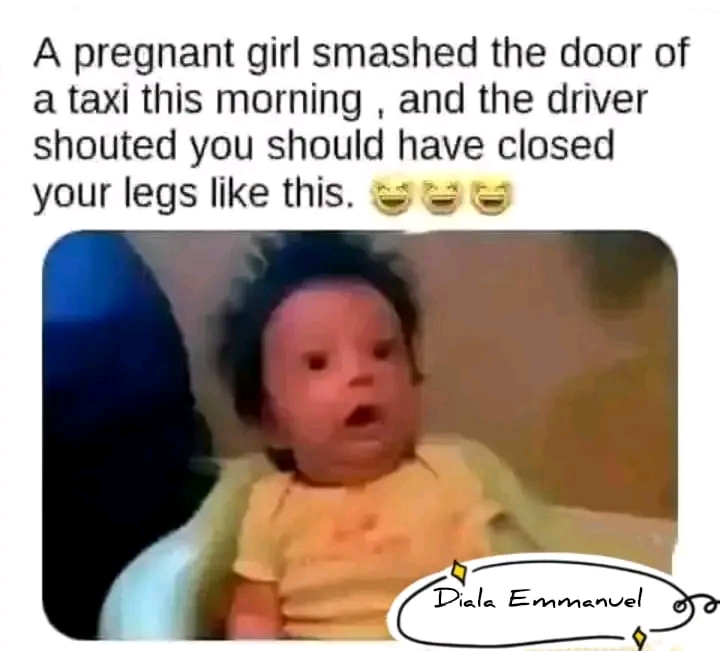 A pregnant girl smashed the door of
a taxi this morning , and the driver
shouted you should have closed
your legs like this. 😆😆😆
Diala Emmanuel